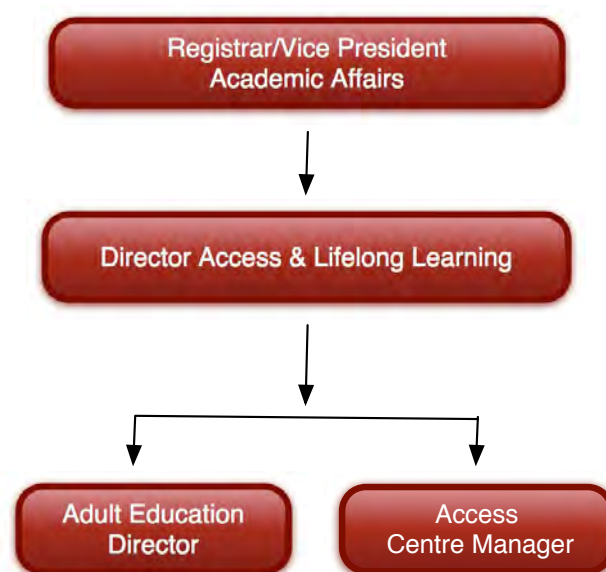 Registrar/Vice President
Academic Affairs
Director Access & Lifelong Learning
Adult Education
Director
Access
Centre Manager